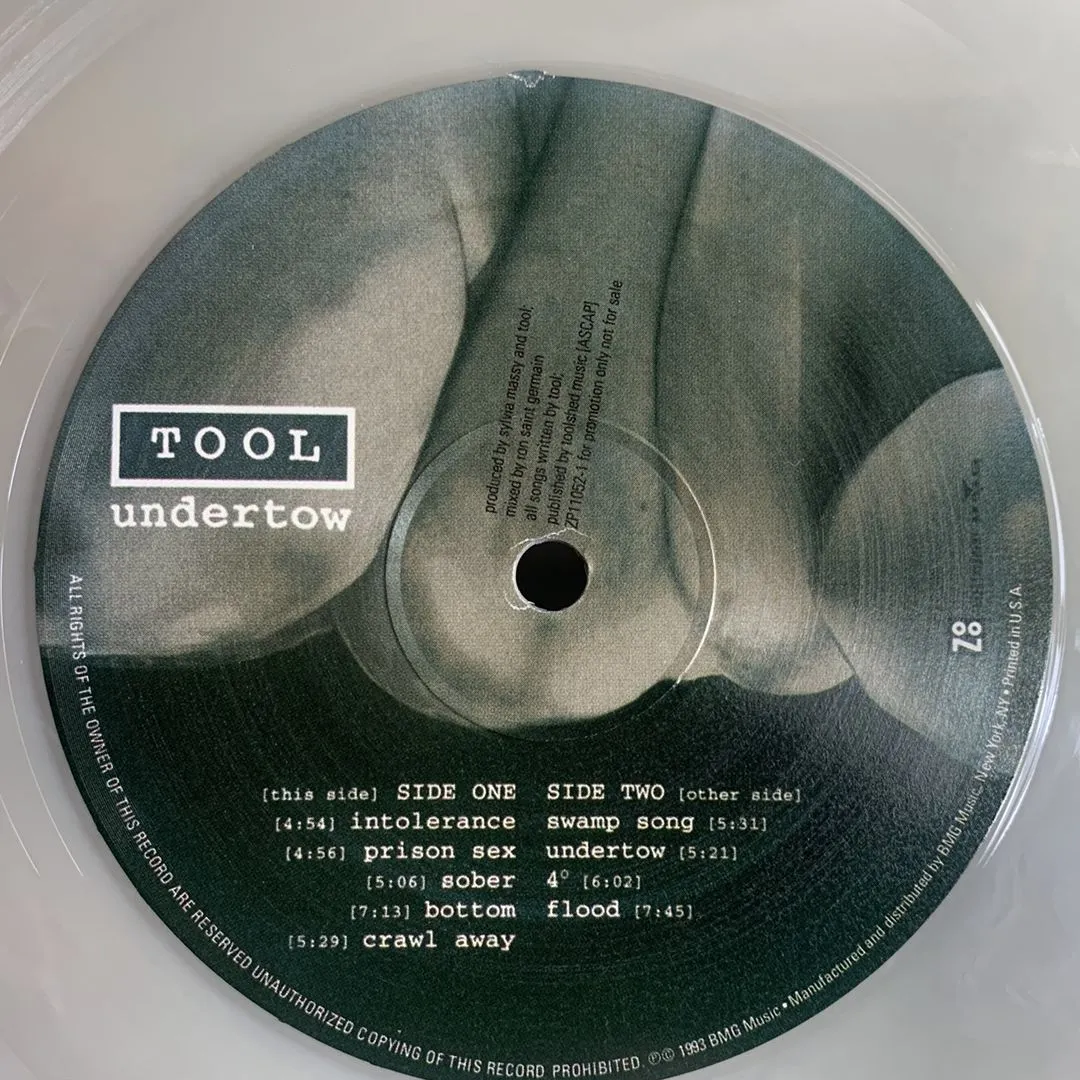 TOOL
undertow
produced by sylvia massy and tool;
mixed by ron saint germain
all songs written by tool;
published by toolshed music [ASCAP]
ZP11052-1 for promotion only not for sale
[this side] SIDE ONE
[4:54] intolerance
[4:56] prison sex
[5:06] sober
[7:13] bottom
[5:29] crawl away
SIDE TWO [other side]
swamp song [5:31]
undertow [5:21]
4° [6:02]
flood [7:45]
ALL RIGHTS OF THE OWNER OF THIS RECORD ARE RESERVED UNAUTHORIZED COPYING OF THIS RECORD PROHIBITED. ℗© 1993 BMG Music • Manufactured and distributed by BMG Music, New York, NY • Printed in U.S.A.